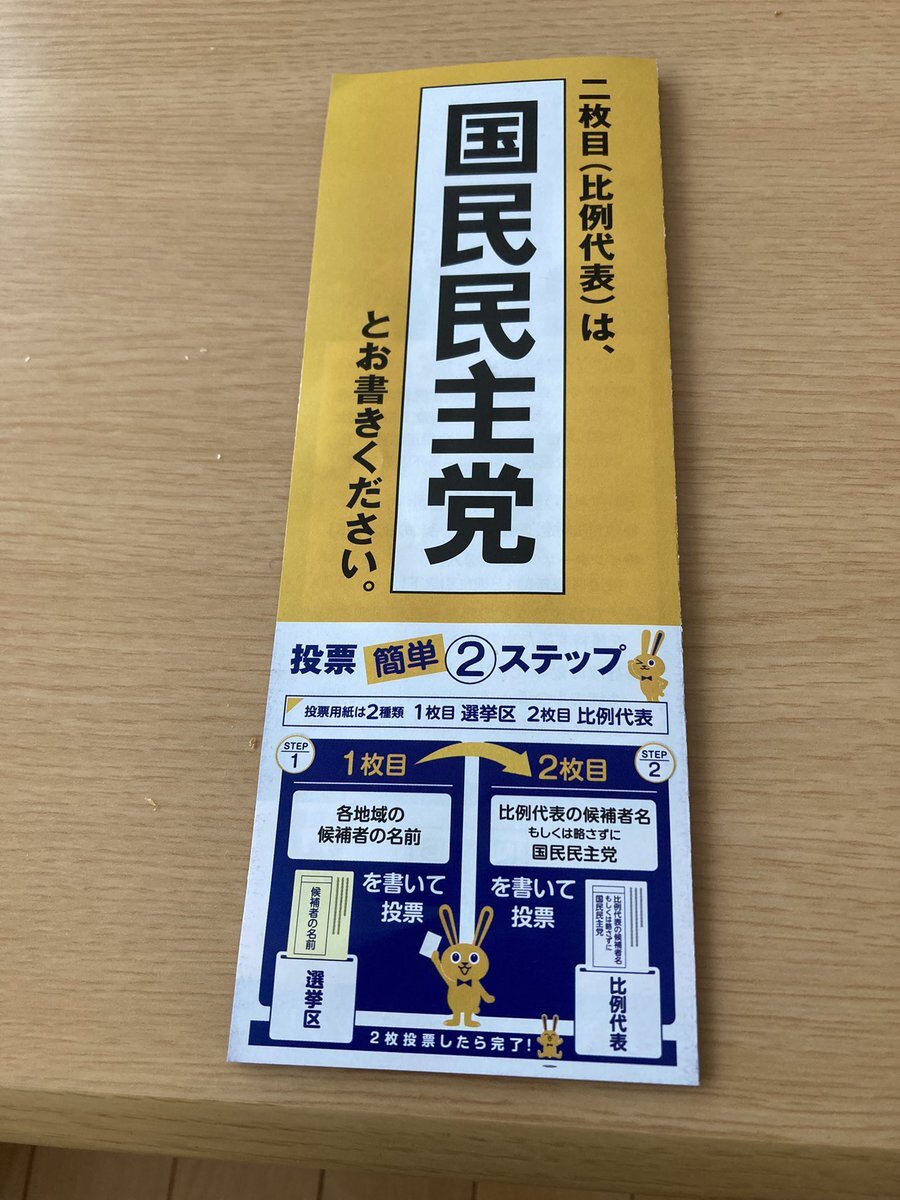 二枚目(比例代表)は、
国民民主党
とお書きください。
投票 簡単 ② ステップ
投票用紙は2種類 1枚目 選挙区 2枚目 比例代表
STEP
1
1枚目
各地域の
候補者の名前
を書いて
投票
候補者の名前
選挙区
STEP
2
2枚目
比例代表の候補者名
もしくは略さずに
国民民主党
を書いて
投票
比例代表の候補者名
もしくは略さずに
国民民主党
比例代表
2枚投票したら完了!